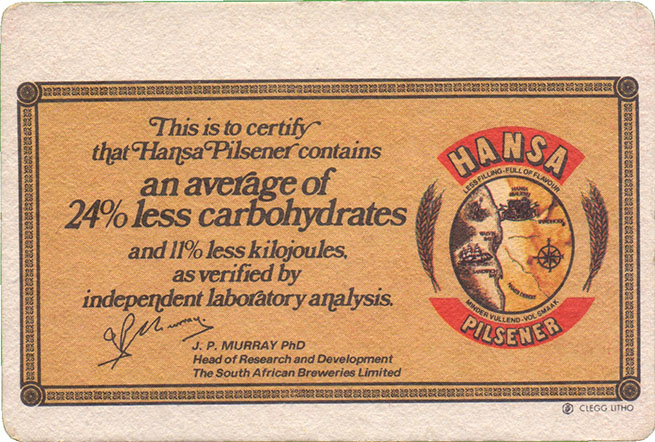 This is to certify
that Hansa Pilsener contains
an average of
24% less carbohydrates
and 11% less kilojoules,
as verified by
independent laboratory analysis.
J. P. MURRAY PhD
Head of Research and Development
The South African Breweries Limited
HANSA
LESS FILLING-FULL OF FLAVOUR
MINDER VULLEND-VOL SMAAK
PILSENER
CLEGG LITHO